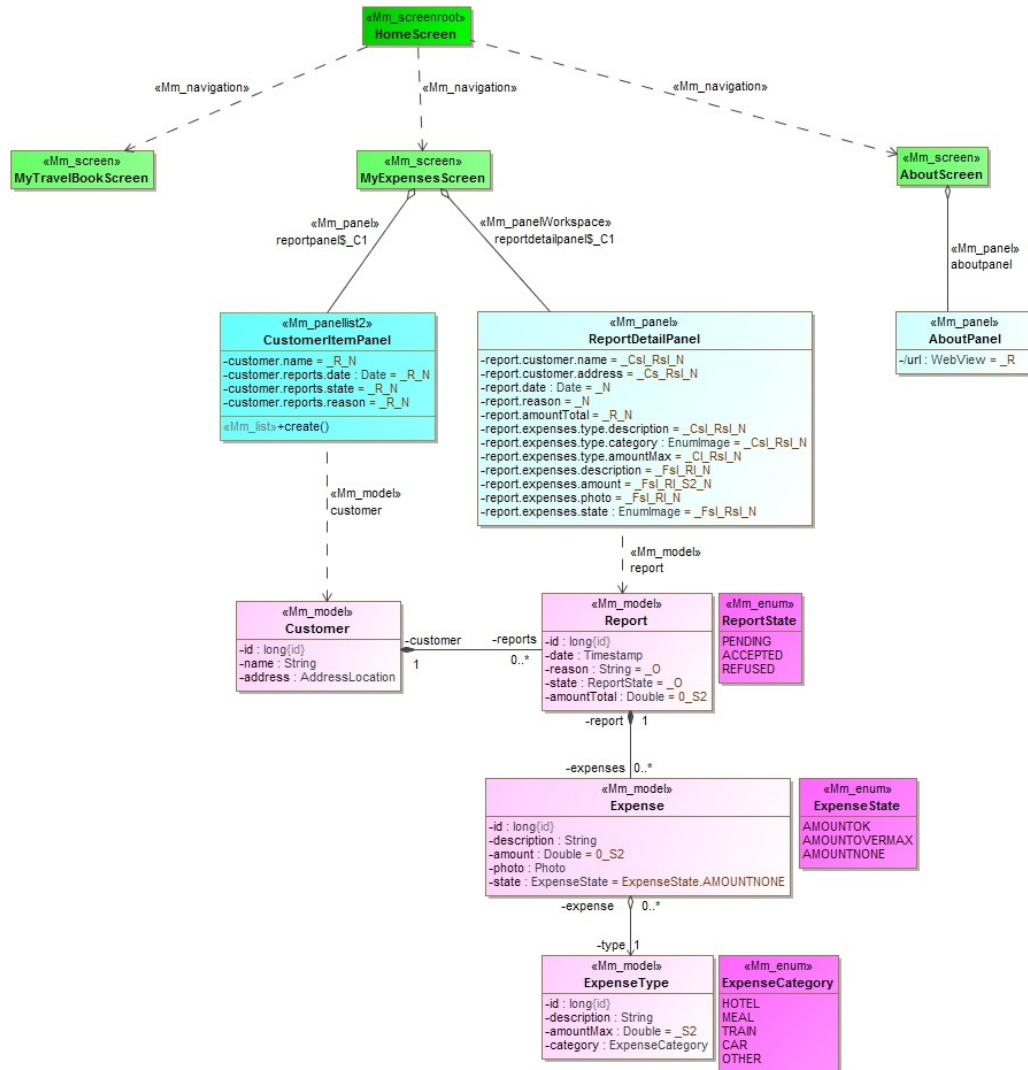 «Mm_screenroot»
HomeScreen
«Mm_navigation»
«Mm_navigation»
«Mm_navigation»
«Mm_screen»
MyTravelBookScreen
«Mm_screen»
MyExpensesScreen
«Mm_screen»
AboutScreen
«Mm_panel»
reportpanel$_C1
«Mm_panelWorkspace»
reportdetailpanel$_C1
«Mm_panel»
aboutpanel
«Mm_panellist2»
CustomerItemPanel
-customer.name = _R_N
-customer.reports.date : Date = _R_N
-customer.reports.state = _R_N
-customer.reports.reason = _R_N
«Mm_list»+create()
«Mm_panel»
ReportDetailPanel
-report.customer.name = _CsI_RsI_N
-report.customer.address = _Cs_RsI_N
-report.date : Date = _N
-report.reason = _N
-report.amountTotal = _R_N
-report.expenses.type.description = _CsI_RsI_N
-report.expenses.type.category : EnumImage = _CsI_RsI_N
-report.expenses.type.amountMax = _CI_RsI_N
-report.expenses.description = _FsI_RI_N
-report.expenses.amount = _FsI_RI_S2_N
-report.expenses.photo = _FsI_RI_N
-report.expenses.state : EnumImage = _FsI_RsI_N
«Mm_panel»
AboutPanel
-/url : WebView = _R
«Mm_model»
customer
«Mm_model»
report
«Mm_model»
Customer
-id : long{id}
-name : String
-address : AddressLocation
-customer
1
-reports
0..*
«Mm_model»
Report
-id : long{id}
-date : Timestamp
-reason : String = _O
-state : ReportState = _O
-amountTotal : Double = 0_S2
«Mm_enum»
ReportState
PENDING
ACCEPTED
REFUSED
-report 1
-expenses 0..*
«Mm_model»
Expense
-id : long{id}
-description : String
-amount : Double = 0_S2
-photo : Photo
-state : ExpenseState = ExpenseState.AMOUNTNONE
«Mm_enum»
ExpenseState
AMOUNTOK
AMOUNTOVERMAX
AMOUNTNONE
-expense 0..*
-type 1
«Mm_model»
ExpenseType
-id : long{id}
-description : String
-amountMax : Double = _S2
-category : ExpenseCategory
«Mm_enum»
ExpenseCategory
HOTEL
MEAL
TRAIN
CAR
OTHER